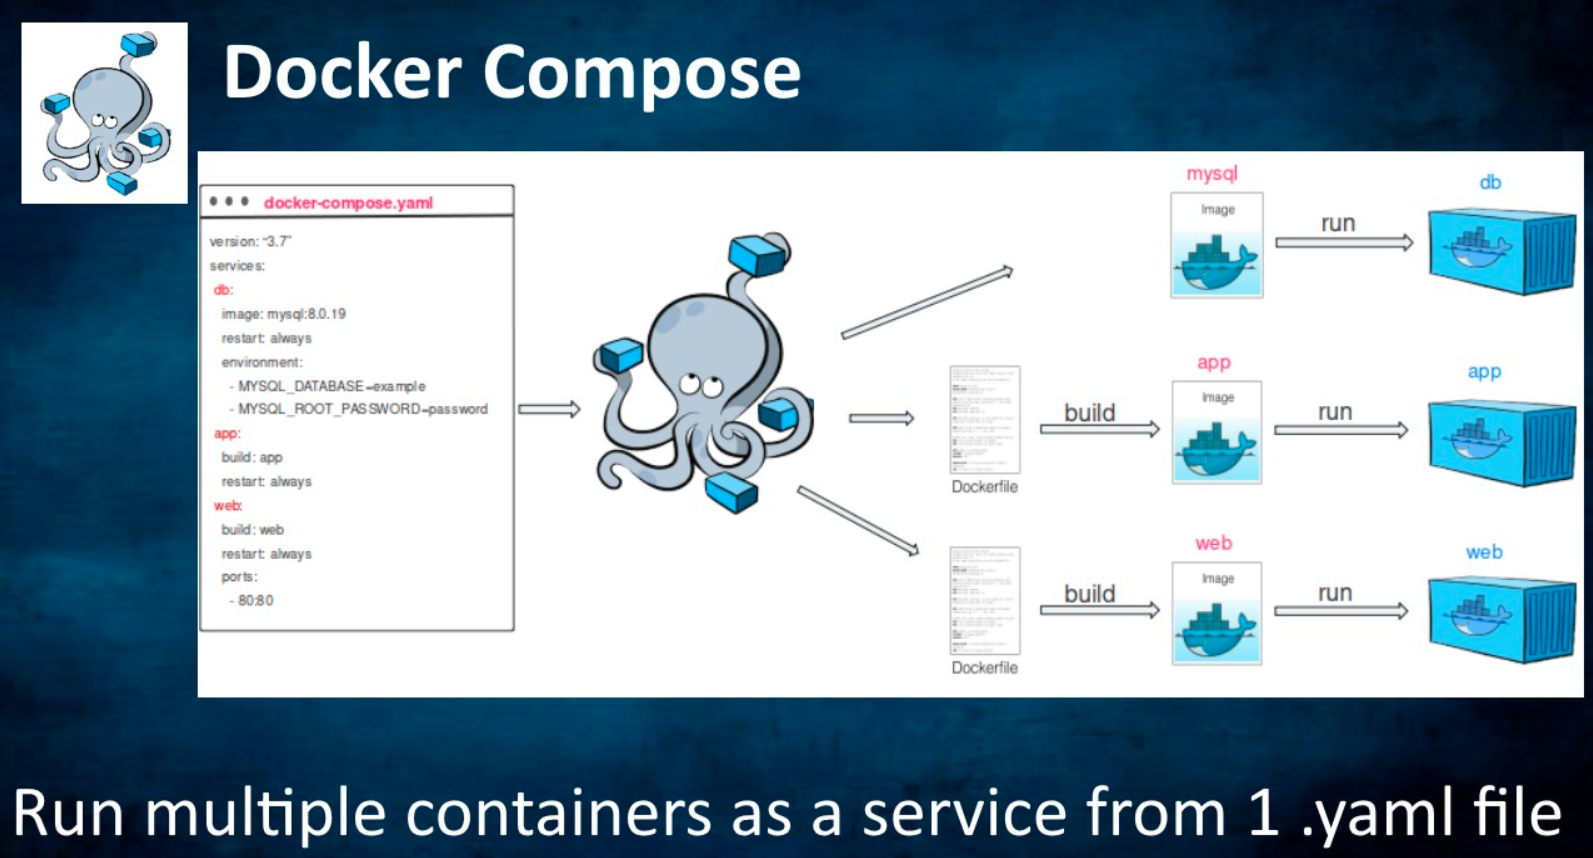 Docker Compose
docker-compose.yaml
version: “3.7”
services:
db:
image: mysql:8.0.19
restart: always
environment:
- MYSQL_DATABASE=example
- MYSQL_ROOT_PASSWORD=password
app:
build: app
restart: always
web:
build: web
restart: always
ports:
- 80:80
mysql
Image
run
db
Dockerfile
build
app
Image
run
app
Dockerfile
build
web
Image
run
web
Run multiple containers as a service from 1 .yaml file